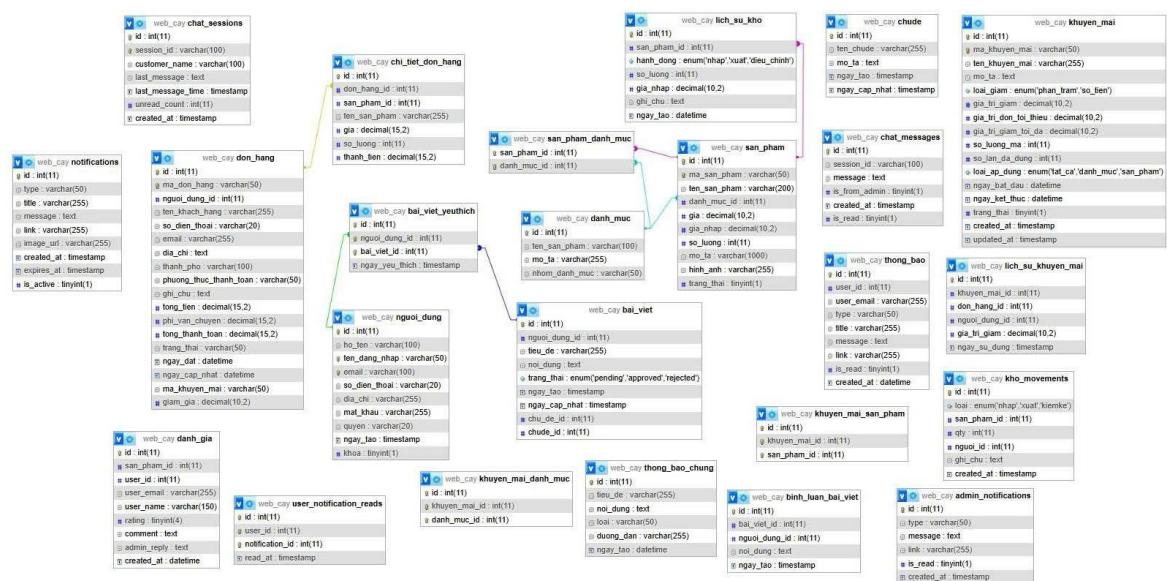 web_cay chat_sessions
id : int(11)
session_id : varchar(100)
customer_name : varchar(100)
last_message : text
last_message_time : timestamp
unread_count : int(11)
created_at : timestamp
web_cay chi_tiet_don_hang
id : int(11)
don_hang_id : int(11)
san_pham_id : int(11)
ten_san_pham : varchar(255)
gia : decimal(15,2)
so_luong : int(11)
thanh_tien : decimal(15,2)
web_cay lich_su_kho
id : int(11)
san_pham_id : int(11)
hanh_dong : enum('nhap','xuat','dieu_chinh')
so_luong : int(11)
gia_nhap : decimal(10,2)
ghi_chu : text
ngay_tao : datetime
web_cay chude
id : int(11)
ten_chude : varchar(255)
mo_ta : text
ngay_tao : timestamp
ngay_cap_nhat : timestamp
web_cay khuyen_mai
id : int(11)
ma_khuyen_mai : varchar(50)
ten_khuyen_mai : varchar(255)
mo_ta : text
loai_giam : enum('phan_tram','so_tien')
gia_tri_giam : decimal(10,2)
gia_tri_don_toi_thieu : decimal(10,2)
gia_tri_giam_toi_da : decimal(10,2)
so_luong_ma : int(11)
so_lan_da_dung : int(11)
loai_ap_dung : enum('tat_ca','danh_muc','san_pham')
ngay_bat_dau : datetime
ngay_ket_thuc : datetime
trang_thai : tinyint(1)
created_at : timestamp
updated_at : timestamp
web_cay notifications
id : int(11)
type : varchar(50)
title : varchar(255)
message : text
link : varchar(255)
image_url : varchar(255)
created_at : timestamp
expires_at : timestamp
is_active : tinyint(1)
web_cay don_hang
id : int(11)
ma_don_hang : varchar(50)
nguoi_dung_id : int(11)
ten_khach_hang : varchar(255)
so_dien_thoai : varchar(20)
email : varchar(255)
dia_chi : text
thanh_pho : varchar(100)
phuong_thuc_thanh_toan : varchar(50)
ghi_chu : text
tong_tien : decimal(15,2)
phi_van_chuyen : decimal(15,2)
tong_thanh_toan : decimal(15,2)
trang_thai : varchar(50)
ngay_dat : datetime
ngay_cap_nhat : datetime
ma_khuyen_mai : varchar(50)
giam_gia : decimal(10,2)
web_cay san_pham_danh_muc
san_pham_id : int(11)
danh_muc_id : int(11)
web_cay san_pham
id : int(11)
ma_san_pham : varchar(50)
ten_san_pham : varchar(200)
danh_muc_id : int(11)
gia : decimal(10,2)
gia_nhap : decimal(10,2)
so_luong : int(11)
mo_ta : varchar(1000)
hinh_anh : varchar(255)
trang_thai : tinyint(1)
web_cay chat_messages
id : int(11)
session_id : varchar(100)
message : text
is_from_admin : tinyint(1)
created_at : timestamp
is_read : tinyint(1)
web_cay bai_viet_yeuthich
id : int(11)
nguoi_dung_id : int(11)
bai_viet_id : int(11)
ngay_yeu_thich : timestamp
web_cay danh_muc
id : int(11)
ten_san_pham : varchar(100)
mo_ta : varchar(255)
nhom_danh_muc : varchar(50)
web_cay thong_bao
id : int(11)
user_id : int(11)
user_email : varchar(255)
type : varchar(50)
title : varchar(255)
message : text
link : varchar(255)
is_read : tinyint(1)
created_at : datetime
web_cay lich_su_khuyen_mai
id : int(11)
khuyen_mai_id : int(11)
don_hang_id : int(11)
nguoi_dung_id : int(11)
gia_tri_giam : decimal(10,2)
ngay_su_dung : timestamp
web_cay nguoi_dung
id : int(11)
ho_ten : varchar(100)
ten_dang_nhap : varchar(50)
email : varchar(100)
so_dien_thoai : varchar(20)
dia_chi : varchar(255)
mat_khau : varchar(255)
quyen : varchar(20)
ngay_tao : timestamp
khoa : tinyint(1)
web_cay bai_viet
id : int(11)
nguoi_dung_id : int(11)
tieu_de : varchar(255)
noi_dung : text
trang_thai : enum('pending','approved','rejected')
ngay_tao : timestamp
ngay_cap_nhat : timestamp
chu_de_id : int(11)
chude_id : int(11)
web_cay kho_movements
id : int(11)
loai : enum('nhap','xuat','kiemke')
san_pham_id : int(11)
qty : int(11)
nguoi_id : int(11)
ghi_chu : text
created_at : timestamp
web_cay khuyen_mai_san_pham
id : int(11)
khuyen_mai_id : int(11)
san_pham_id : int(11)
web_cay danh_gia
id : int(11)
san_pham_id : int(11)
user_id : int(11)
user_email : varchar(255)
user_name : varchar(150)
rating : tinyint(4)
comment : text
admin_reply : text
created_at : datetime
web_cay user_notification_reads
id : int(11)
user_id : int(11)
notification_id : int(11)
read_at : timestamp
web_cay khuyen_mai_danh_muc
id : int(11)
khuyen_mai_id : int(11)
danh_muc_id : int(11)
web_cay thong_bao_chung
id : int(11)
tieu_de : varchar(255)
noi_dung : text
loai : varchar(50)
duong_dan : varchar(255)
ngay_tao : datetime
web_cay binh_luan_bai_viet
id : int(11)
bai_viet_id : int(11)
nguoi_dung_id : int(11)
noi_dung : text
ngay_tao : timestamp
web_cay admin_notifications
id : int(11)
type : varchar(50)
message : text
link : varchar(255)
is_read : tinyint(1)
created_at : timestamp